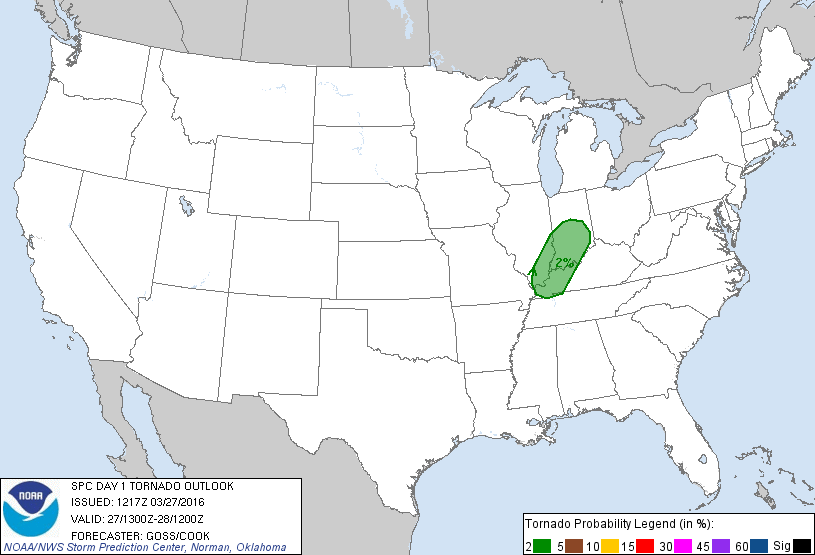 2%
NOAA
SPC DAY 1 TORNADO OUTLOOK
ISSUED: 1217Z 03/27/2016
VALID: 27/1300Z-28/1200Z
FORECASTER: GOSS/COOK
NOAA/NWS Storm Prediction Center, Norman, Oklahoma
Tornado Probability Legend (in %):
2 5 10 15 30 45 60 Sig